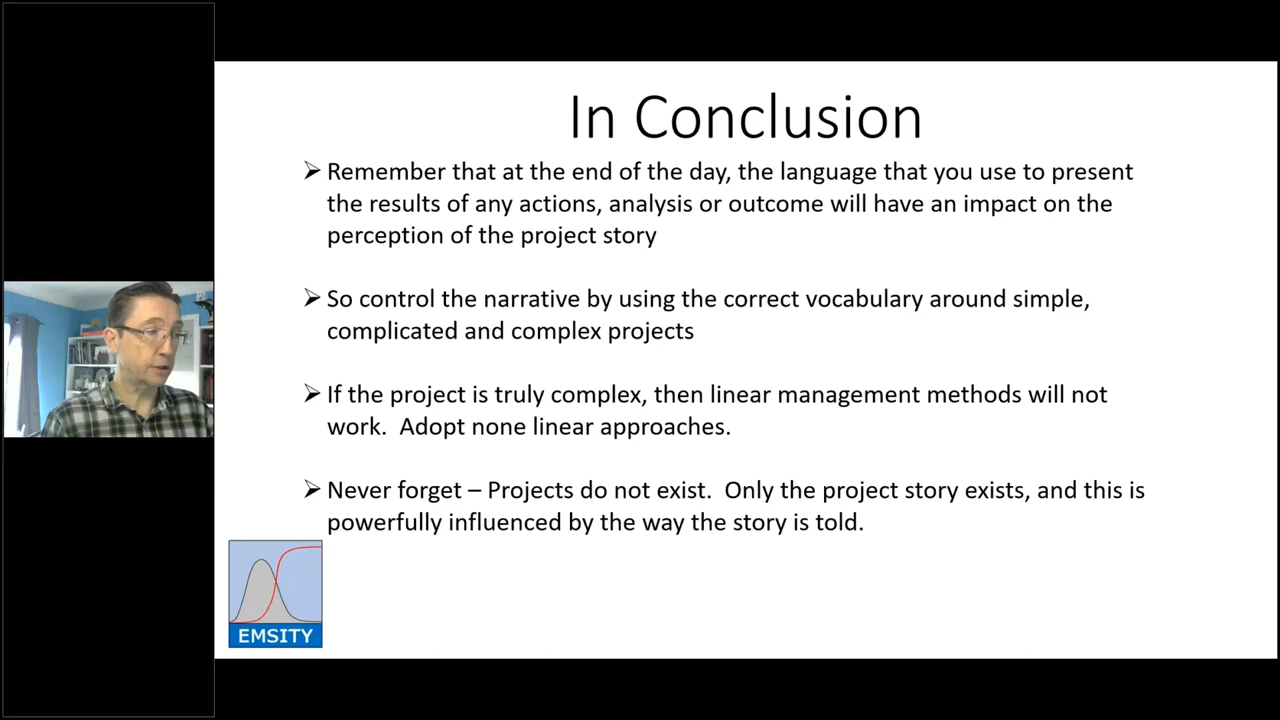 In Conclusion
➢ Remember that at the end of the day, the language that you use to present
the results of any actions, analysis or outcome will have an impact on the
perception of the project story
➢ So control the narrative by using the correct vocabulary around simple,
complicated and complex projects
➢ If the project is truly complex, then linear management methods will not
work.  Adopt none linear approaches.
➢ Never forget – Projects do not exist.  Only the project story exists, and this is
powerfully influenced by the way the story is told.
EMSITY